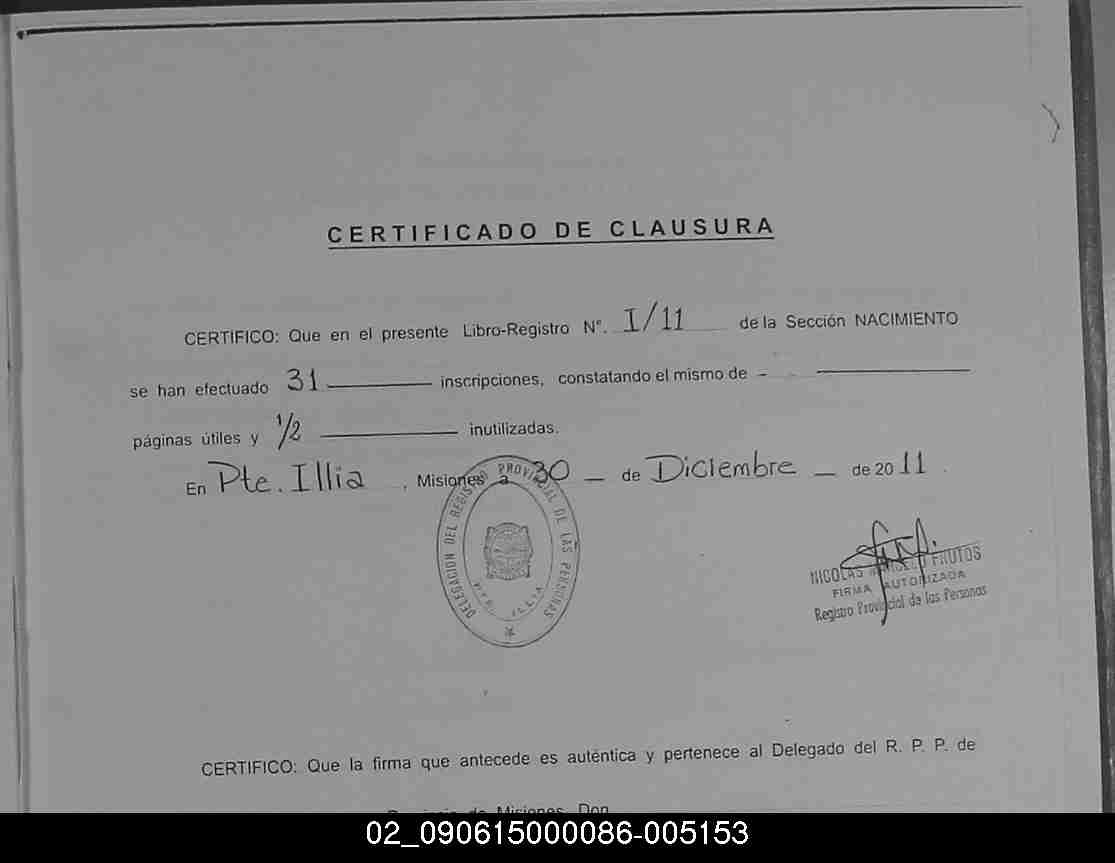 CERTIFICADO DE CLAUSURA
CERTIFICO: Que en el presente Libro-Registro N°. I/11 de la Sección NACIMIENTO
se han efectuado 31 inscripciones, constatando el mismo de -
páginas útiles y 1/2 inutilizadas.
En Pte. Illia, Misiones a 30 _ de Diciembre _ de 2011.
DELEGACION DEL REGISTRO PROVINCIAL DE LAS PERSONAS
NICOLAS FRUTOS
FIRMA AUTORIZADA
Registro Provincial de las Personas
CERTIFICO: Que la firma que antecede es auténtica y pertenece al Delegado del R. P. P. de
de Misiones, Don
02_090615000086-005153